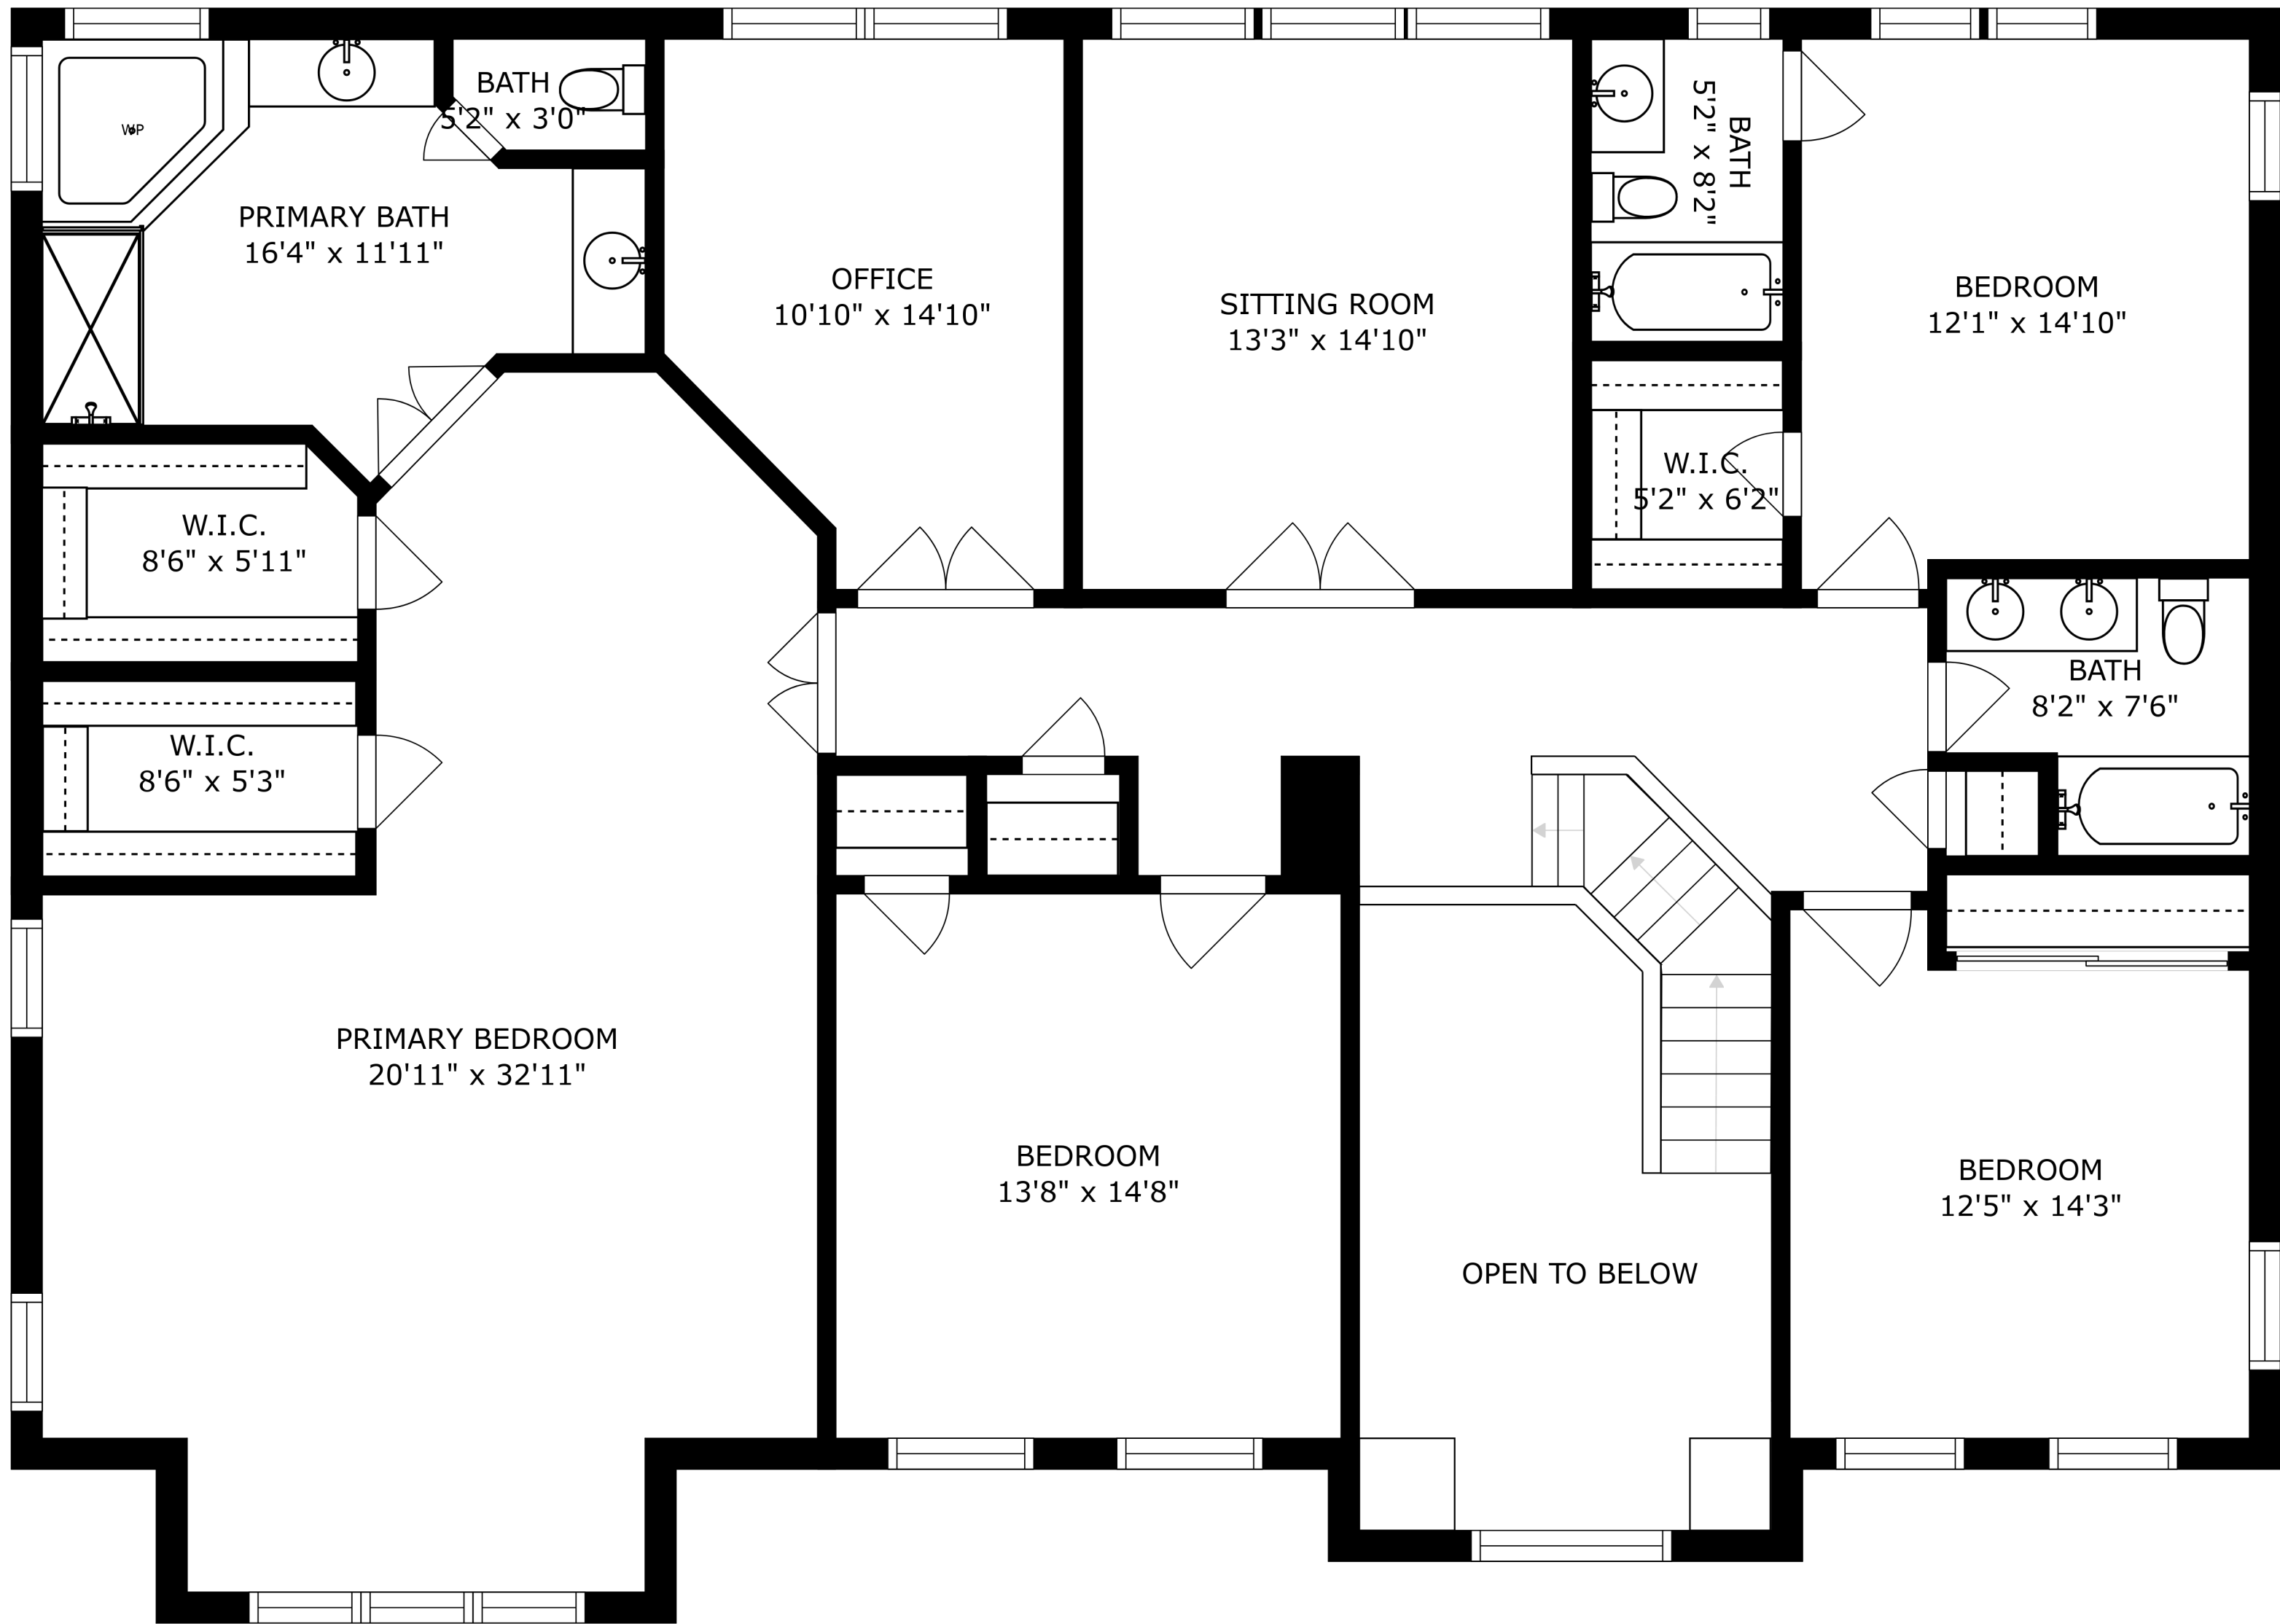 BATH
5'2" x 3'0"
WP
PRIMARY BATH
16'4" x 11'11"
OFFICE
10'10" x 14'10"
SITTING ROOM
13'3" x 14'10"
BATH
5'2" x 8'2"
BEDROOM
12'1" x 14'10"
W.I.C.
5'2" x 6'2"
W.I.C.
8'6" x 5'11"
BATH
8'2" x 7'6"
W.I.C.
8'6" x 5'3"
PRIMARY BEDROOM
20'11" x 32'11"
BEDROOM
13'8" x 14'8"
BEDROOM
12'5" x 14'3"
OPEN TO BELOW